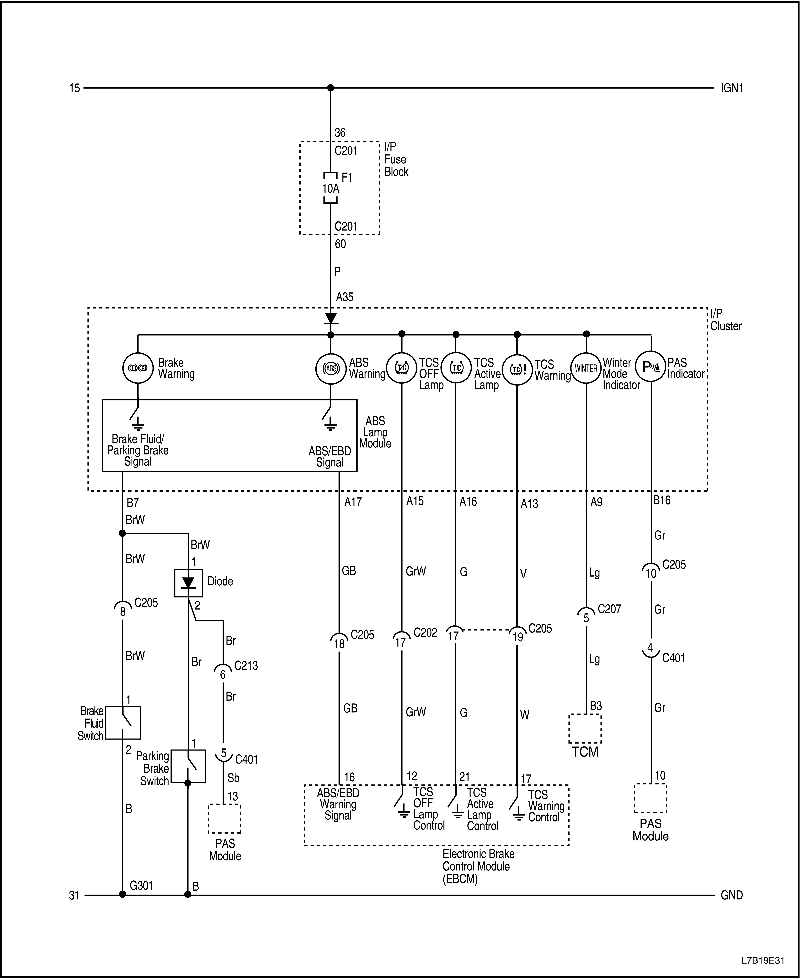 15
IGN1
36
C201
I/P
Fuse
Block
F1
10A
C201
60
P
A35
I/P
Cluster
Brake
Warning
ABS
ABS
Warning
TCS
OFF
Lamp
TC
TCS
Active
Lamp
TC !
TCS
Warning
WINTER
Winter
Mode
Indicator
P
PAS
Indicator
Brake Fluid/
Parking Brake
Signal
ABS/EBD
Signal
ABS
Lamp
Module
B7
A17
A15
A16
A13
A9
B16
BrW
BrW
BrW
1
Diode
2
GB
GrW
G
V
Lg
Gr
10
C205
8
C205
Br
Gr
5
C207
18
C205
17
C202
17
19
C205
BrW
Br
6
C213
Br
Lg
4
C401
GB
GrW
G
W
B3
Gr
TCM
Brake
Fluid
Switch
1
2
Parking
Brake
Switch
1
5
C401
Sb
13
PAS
Module
B
16
12
21
17
10
ABS/EBD
Warning
Signal
TCS
OFF
Lamp
Control
TCS
Active
Lamp
Control
TCS
Warning
Control
PAS
Module
Electronic Brake
Control Module
(EBCM)
31
G301
B
GND
L7B19E31